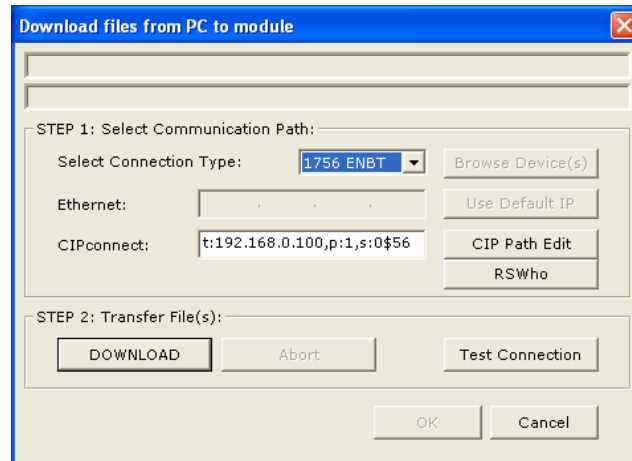 Download files from PC to module
STEP 1: Select Communication Path:
Select Connection Type: 1756 ENBT Browse Device(s)
Ethernet: . . . Use Default IP
CIPconnect: t:192.168.0.100,p:1,s:0$56 CIP Path Edit
RSWho
STEP 2: Transfer File(s):
DOWNLOAD Abort Test Connection
OK Cancel